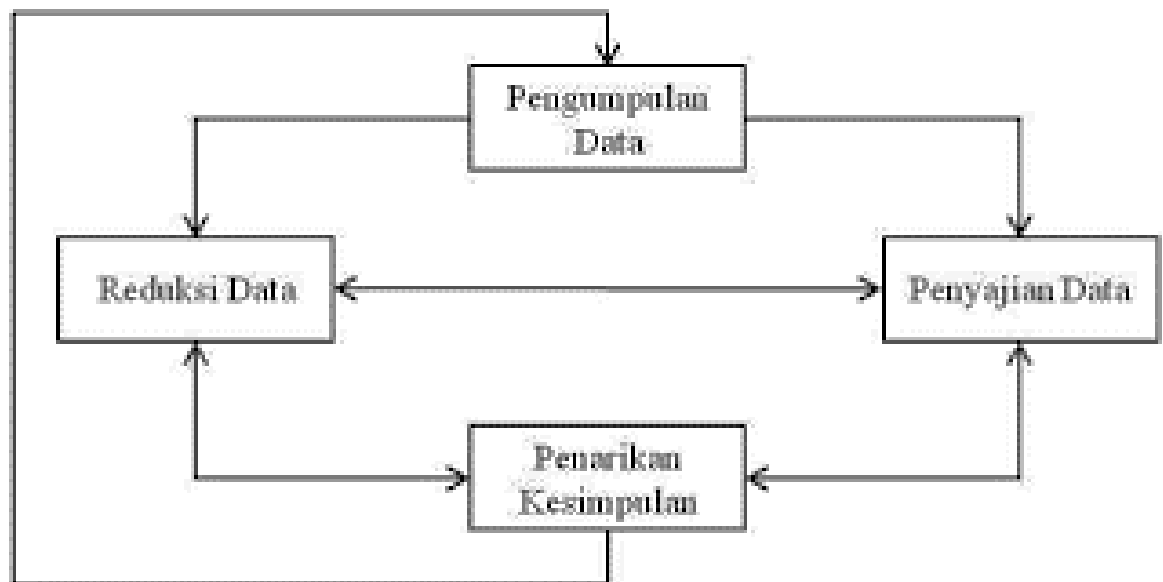 Pengumpulan
Data
Reduksi Data
Penyajian Data
Penarikan
Kesimpulan